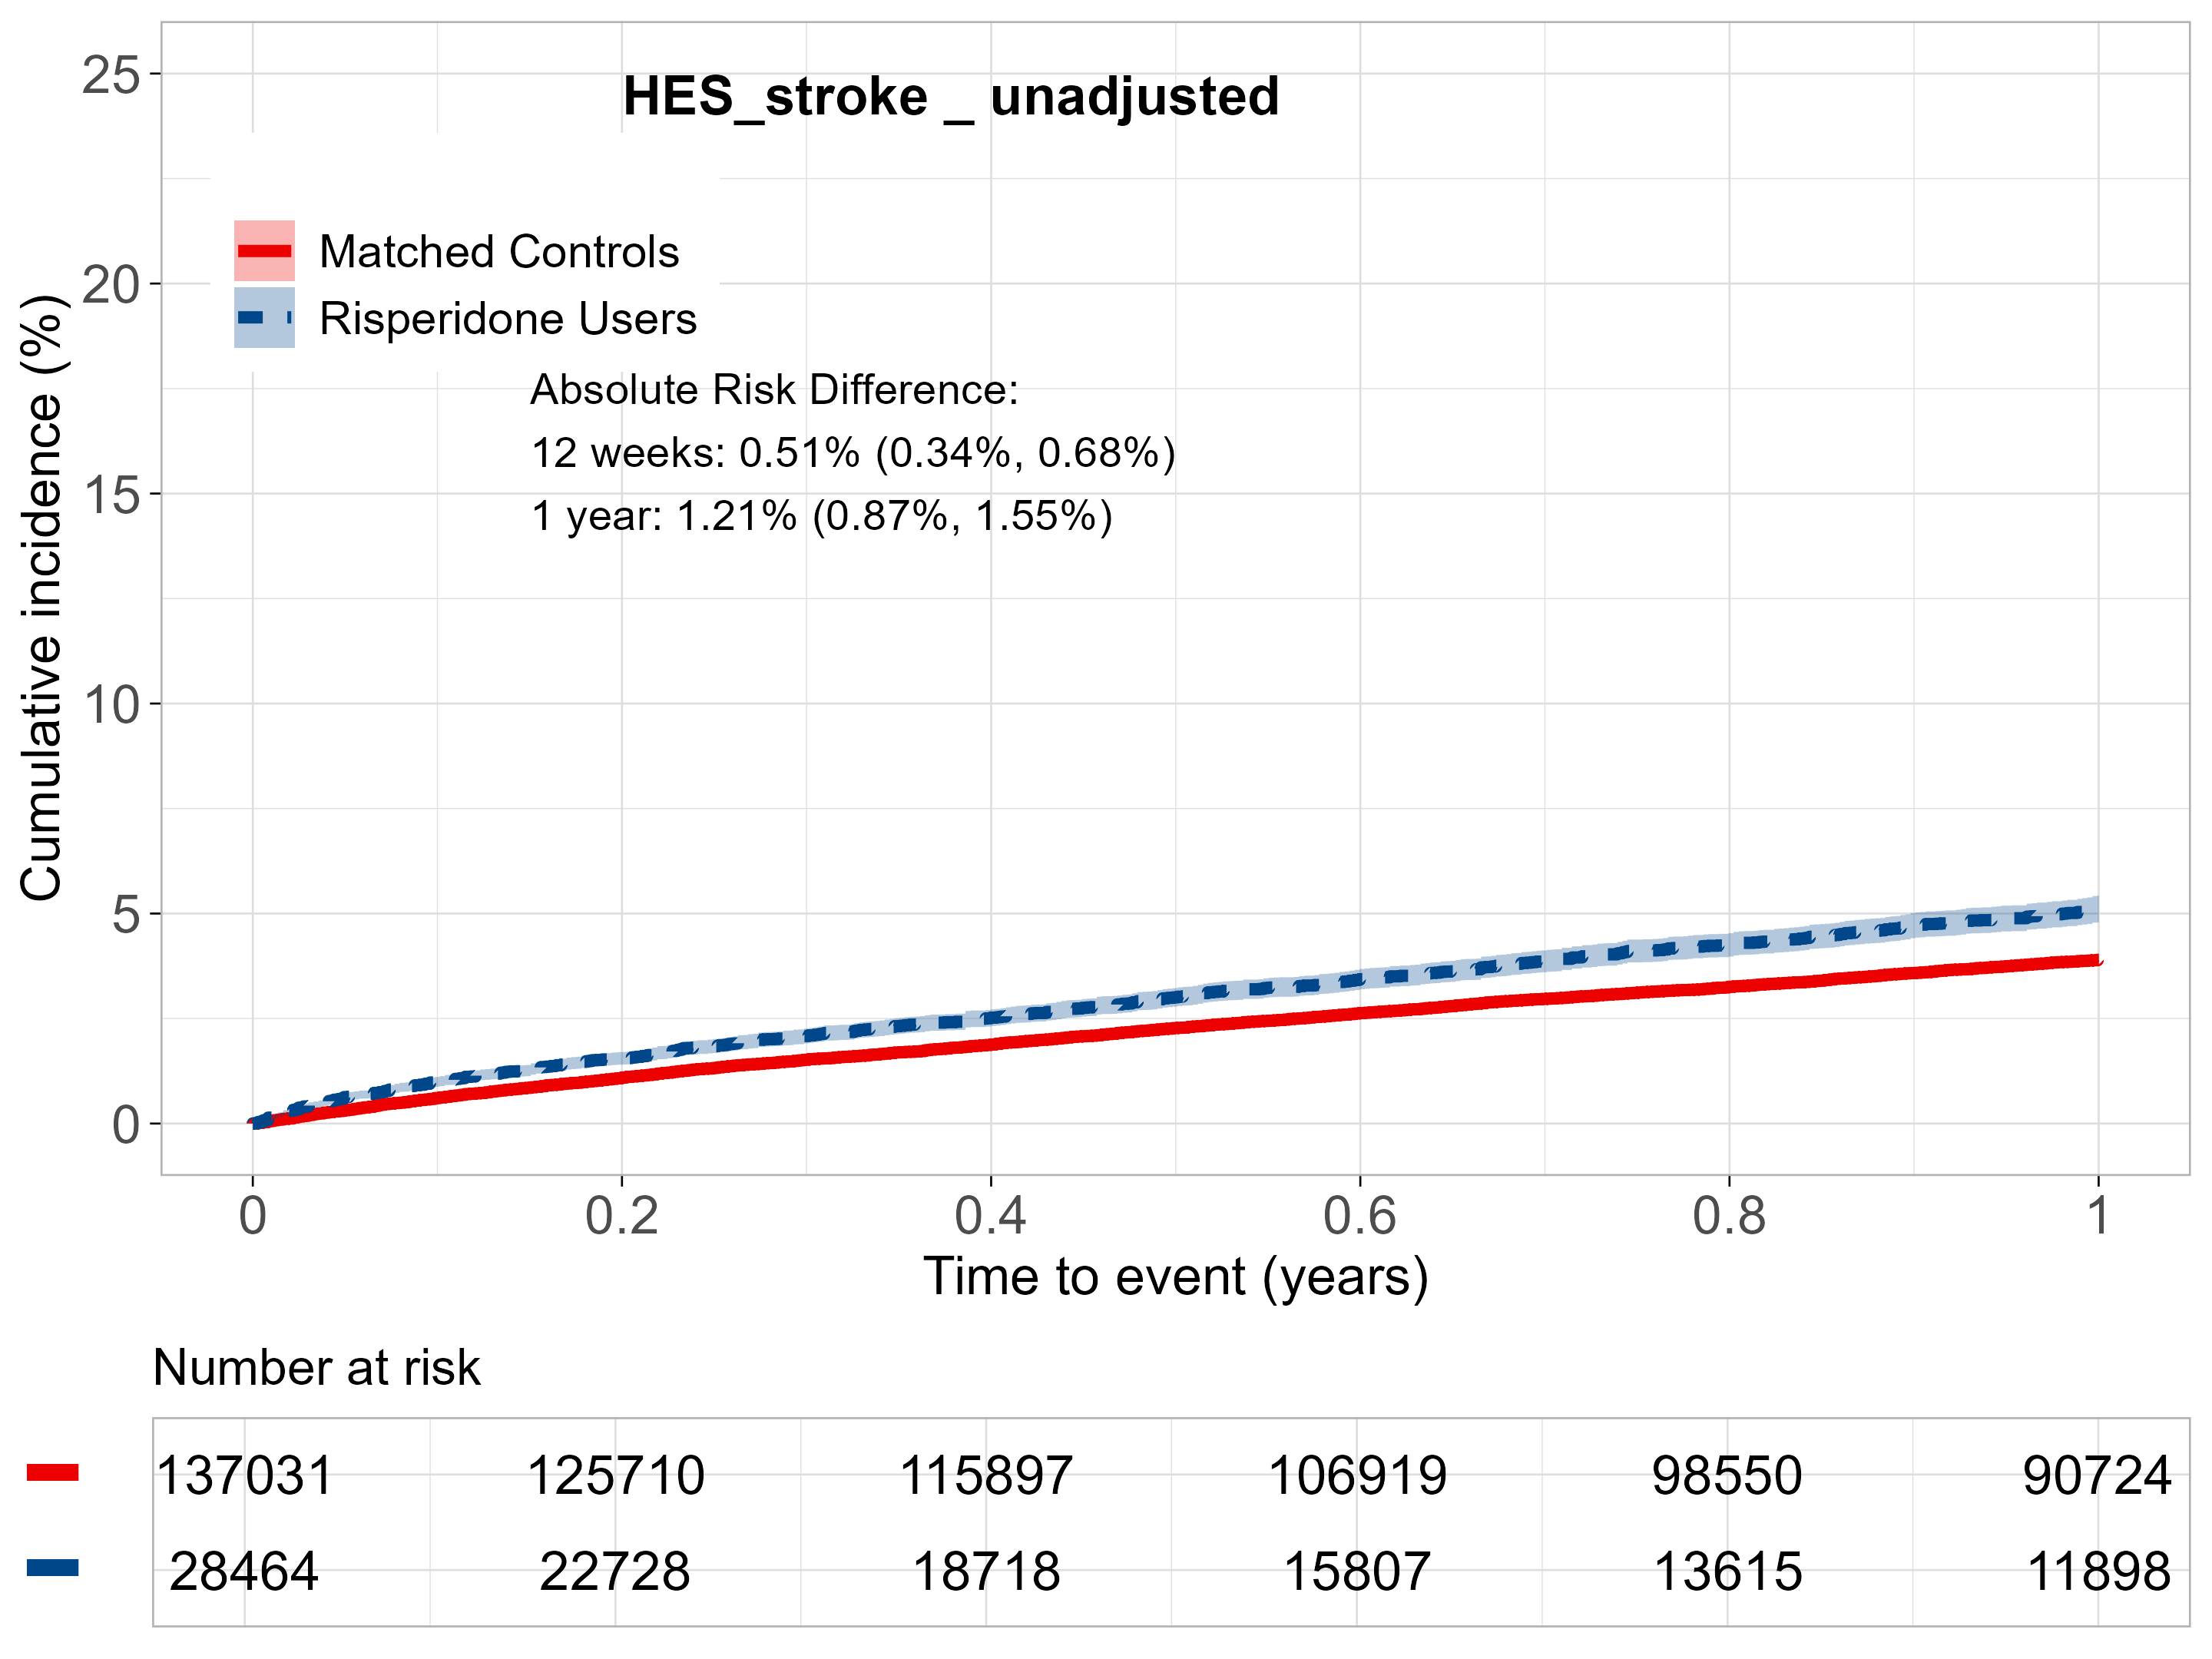 HES_stroke _ unadjusted
Matched Controls
Risperidone Users
Absolute Risk Difference:
12 weeks: 0.51% (0.34%, 0.68%)
1 year: 1.21% (0.87%, 1.55%)
Cumulative incidence (%)
25
20
15
10
5
0
0 0.2 0.4 0.6 0.8 1
Time to event (years)
Number at risk
137031 125710 115897 106919 98550 90724
28464 22728 18718 15807 13615 11898